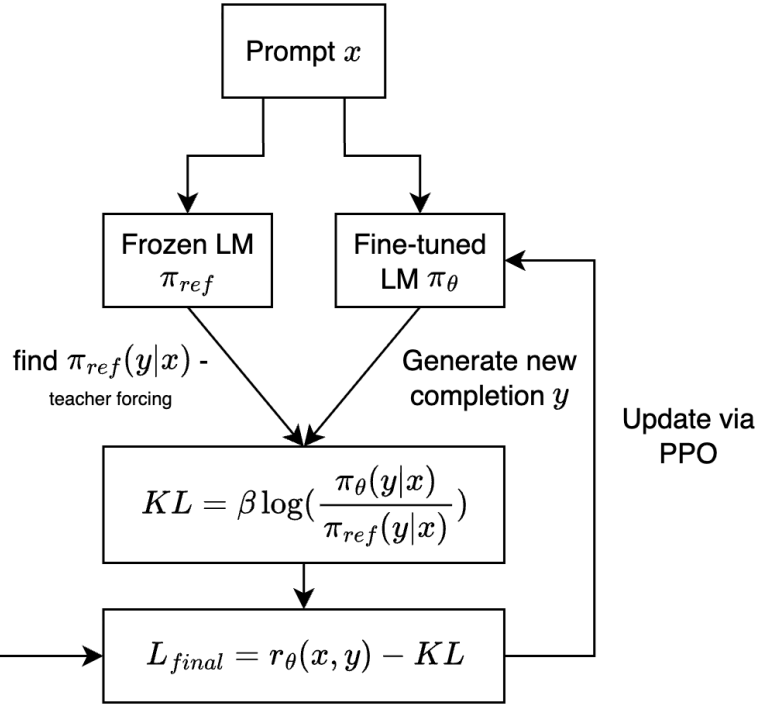 Prompt x
Frozen LM
π_ref
Fine-tuned
LM π_θ
find π_ref(y|x) -
teacher forcing
Generate new
completion y
Update via
PPO
KL = β log(π_θ(y|x) / π_ref(y|x))
L_final = r_θ(x, y) − KL